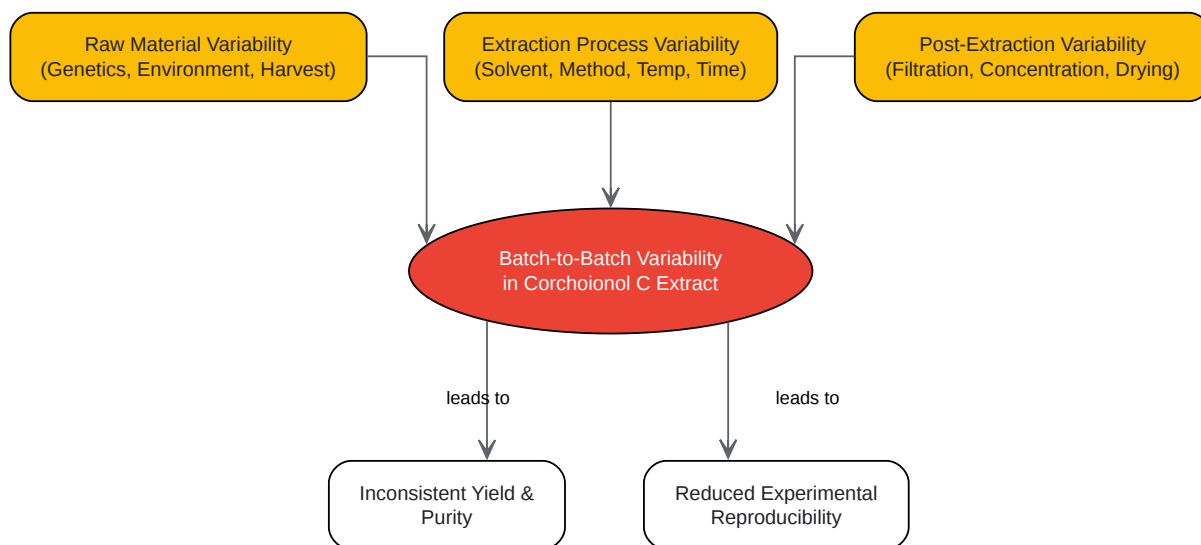 Raw Material Variability
(Genetics, Environment, Harvest)
Extraction Process Variability
(Solvent, Method, Temp, Time)
Post-Extraction Variability
(Filtration, Concentration, Drying)
Batch-to-Batch Variability
in Corchoionol C Extract
leads to
leads to
Inconsistent Yield &
Purity
Reduced Experimental
Reproducibility